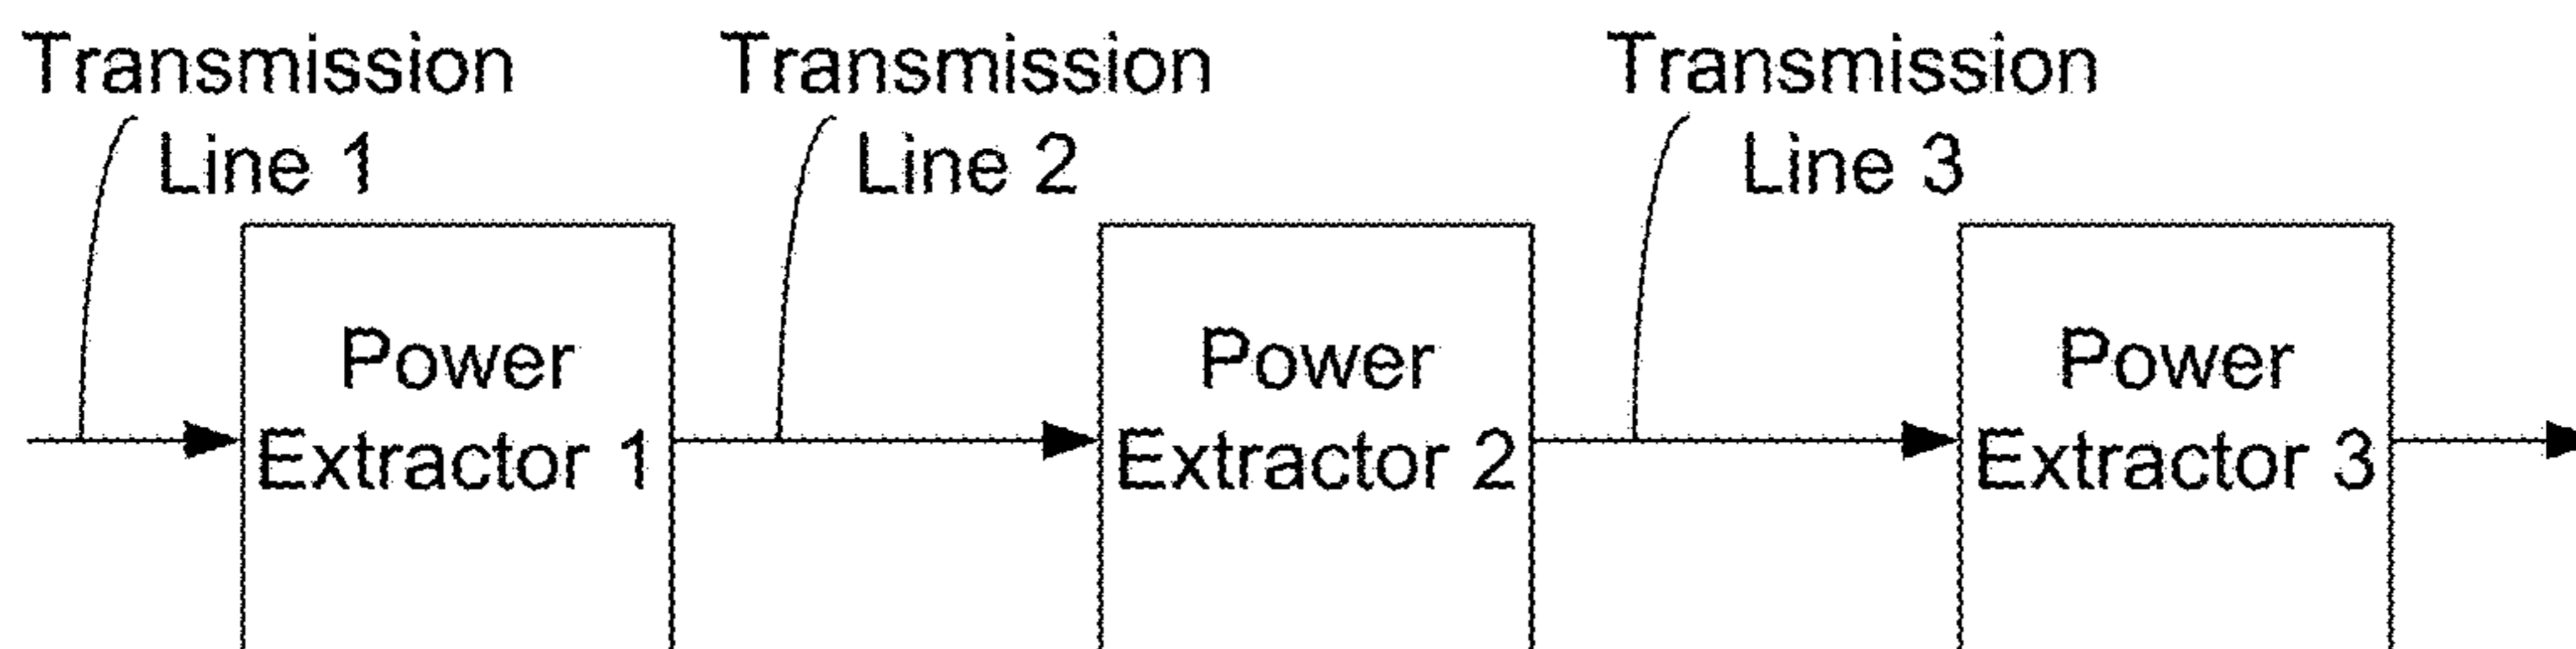 Transmission
Line 1
Transmission
Line 2
Transmission
Line 3
Power
Extractor 1
Power
Extractor 2
Power
Extractor 3